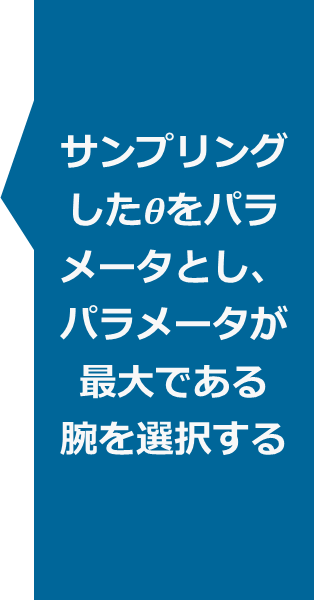 サンプリング
したθをパラ
メータとし、
パラメータが
最大である
腕を選択する